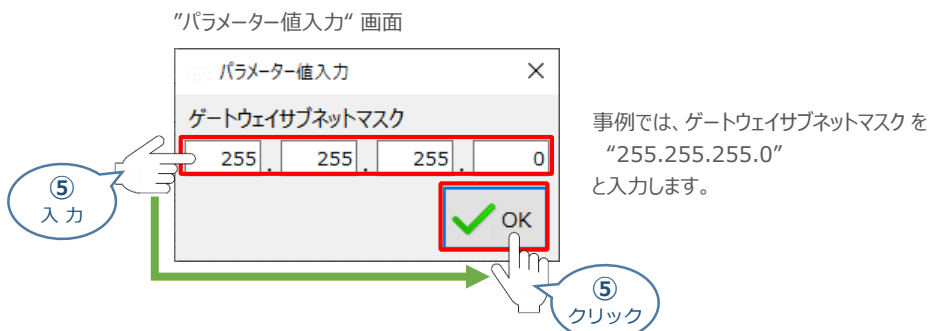 ”パラメーター値入力“ 画面
パラメーター値入力 ×
ゲートウェイサブネットマスク
255 . 255 . 255 . 0
OK
⑤
入 力
⑤
クリック
事例では、ゲートウェイサブネットマスク を
“255.255.255.0”
と入力します。